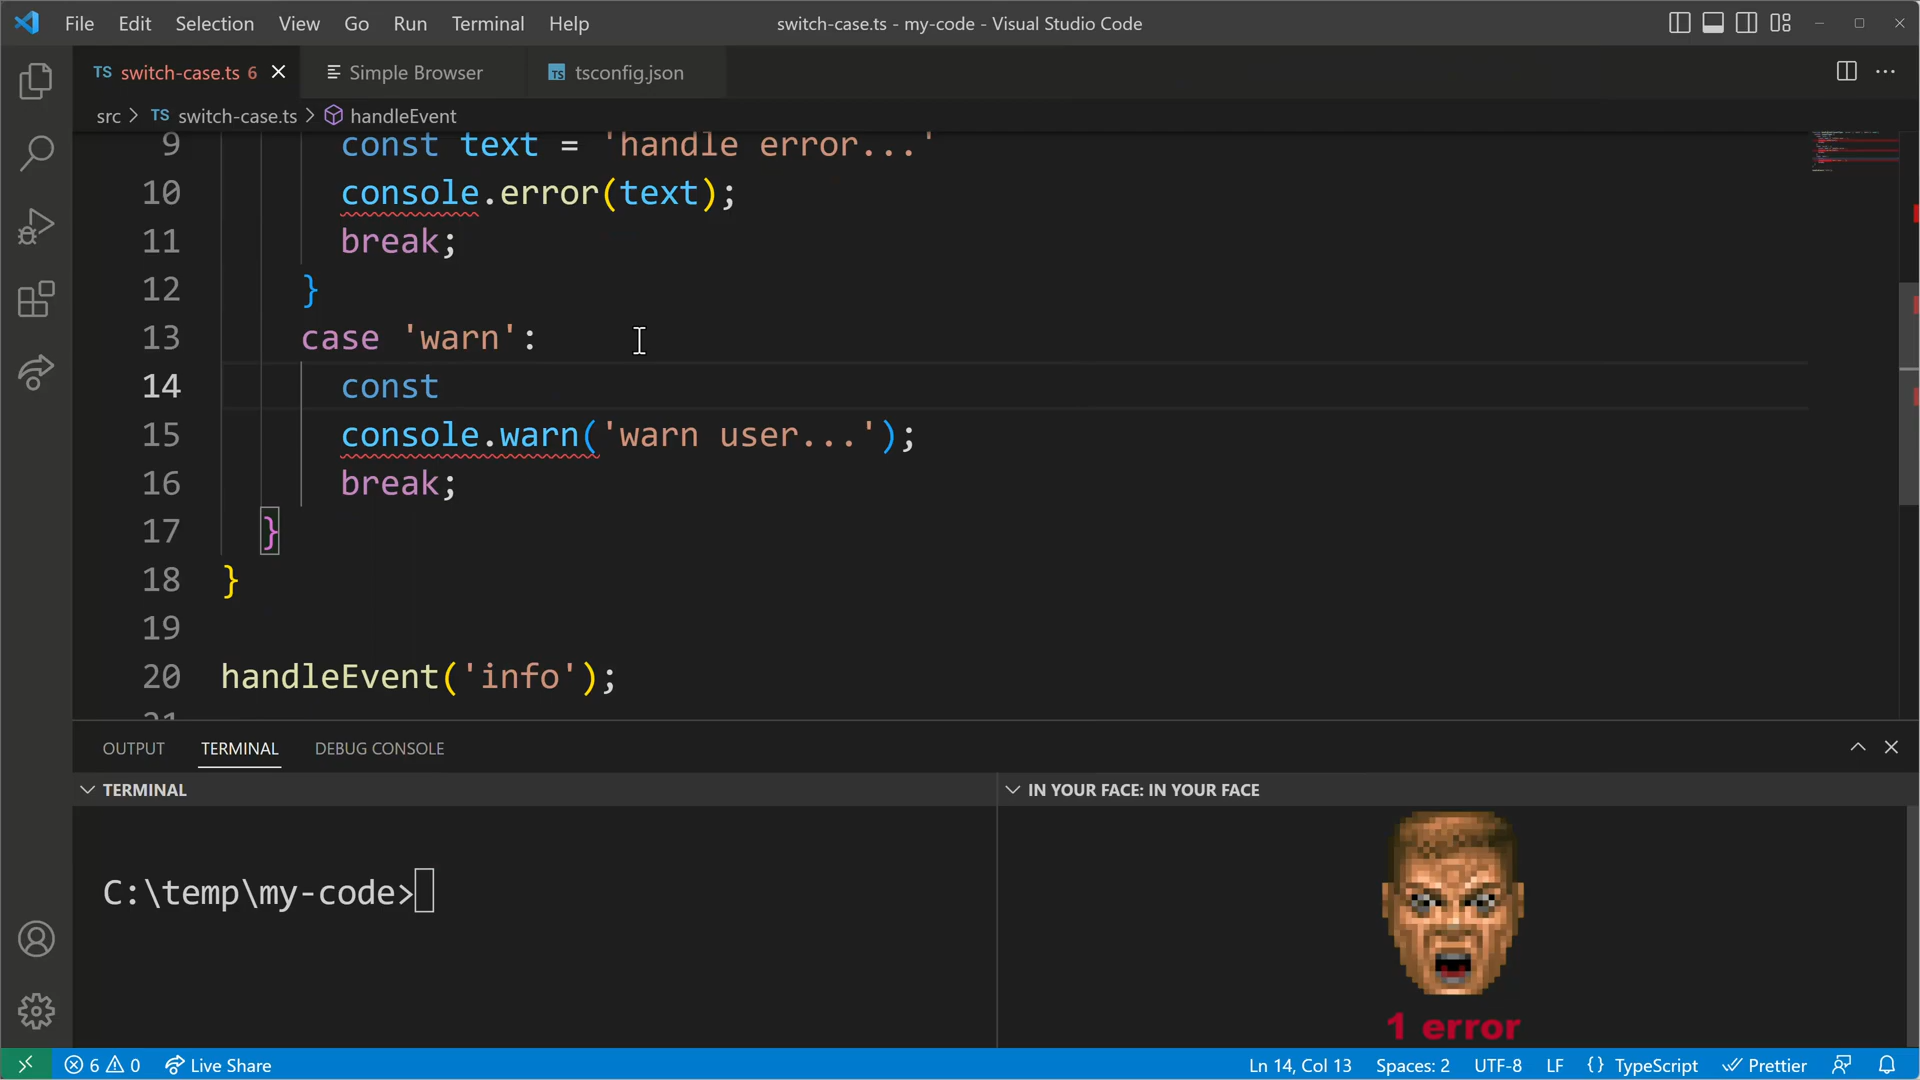 File Edit Selection View Go Run Terminal Help switch-case.ts - my-code - Visual Studio Code
TS switch-case.ts 6 Simple Browser TS tsconfig.json
src > TS switch-case.ts > handleEvent
9 const text = 'handle error...'
10 console.error(text);
11 break;
12 }
13 case 'warn':
14 const
15 console.warn('warn user...');
16 break;
17 }
18 }
19
20 handleEvent('info');
21
OUTPUT TERMINAL DEBUG CONSOLE
TERMINAL IN YOUR FACE: IN YOUR FACE
C:\temp\my-code>
1 error
6 0 Live Share Ln 14, Col 13 Spaces: 2 UTF-8 LF {} TypeScript Prettier